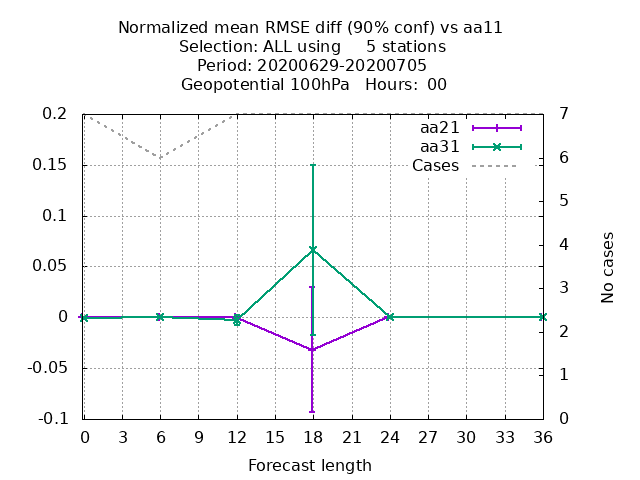 Normalized mean RMSE diff (90% conf) vs aa11
Selection: ALL using     5 stations
Period: 20200629-20200705
Geopotential 100hPa   Hours:  00
aa21
aa31
Cases
0.2
0.15
0.1
0.05
0
-0.05
-0.1
7
6
5
4
3
2
1
0
No cases
0 3 6 9 12 15 18 21 24 27 30 33 36
Forecast length